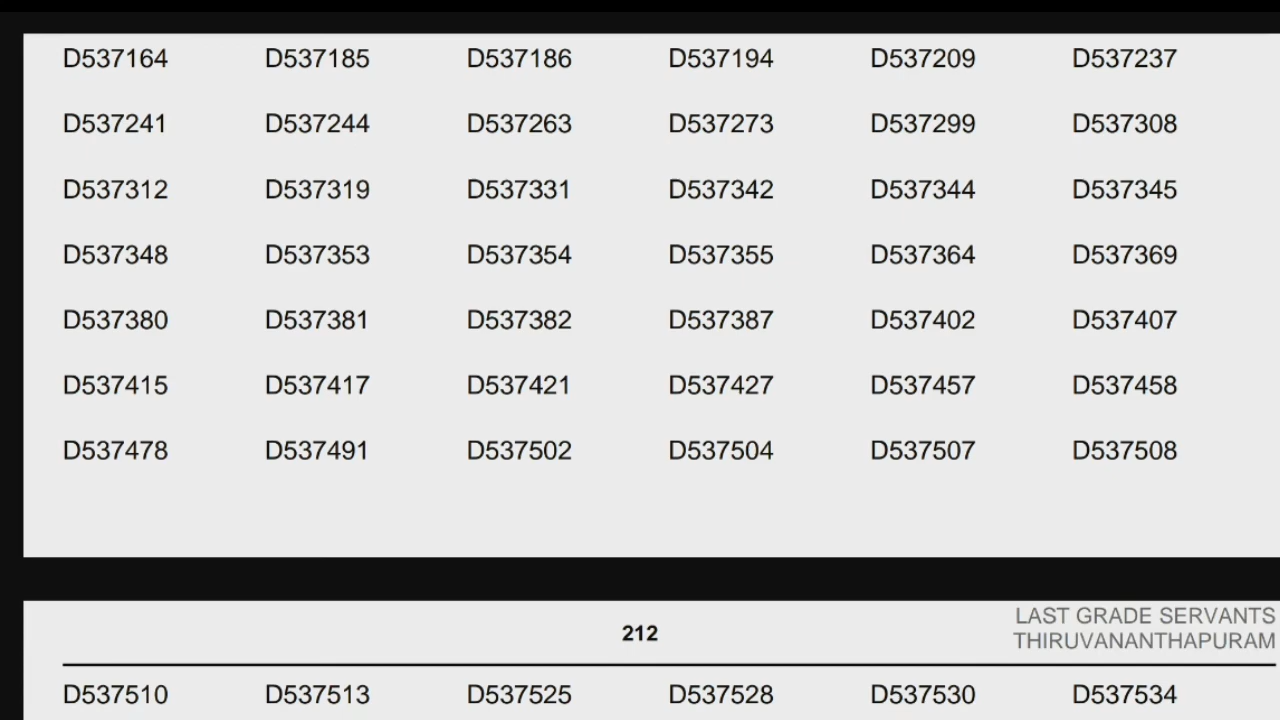 D537164 D537185 D537186 D537194 D537209 D537237
D537241 D537244 D537263 D537273 D537299 D537308
D537312 D537319 D537331 D537342 D537344 D537345
D537348 D537353 D537354 D537355 D537364 D537369
D537380 D537381 D537382 D537387 D537402 D537407
D537415 D537417 D537421 D537427 D537457 D537458
D537478 D537491 D537502 D537504 D537507 D537508
LAST GRADE SERVANTS
212
THIRUVANANTHAPURAM
D537510 D537513 D537525 D537528 D537530 D537534